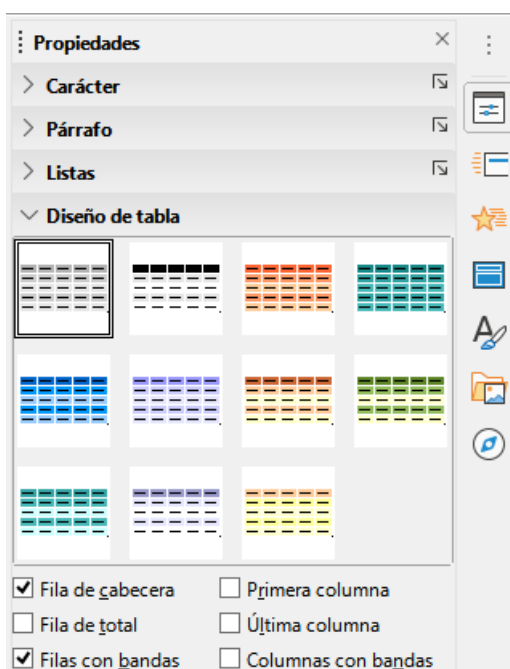 Propiedades
Carácter
Párrafo
Listas
Diseño de tabla
Fila de cabecera
Primera columna
Fila de total
Última columna
Filas con bandas
Columnas con bandas